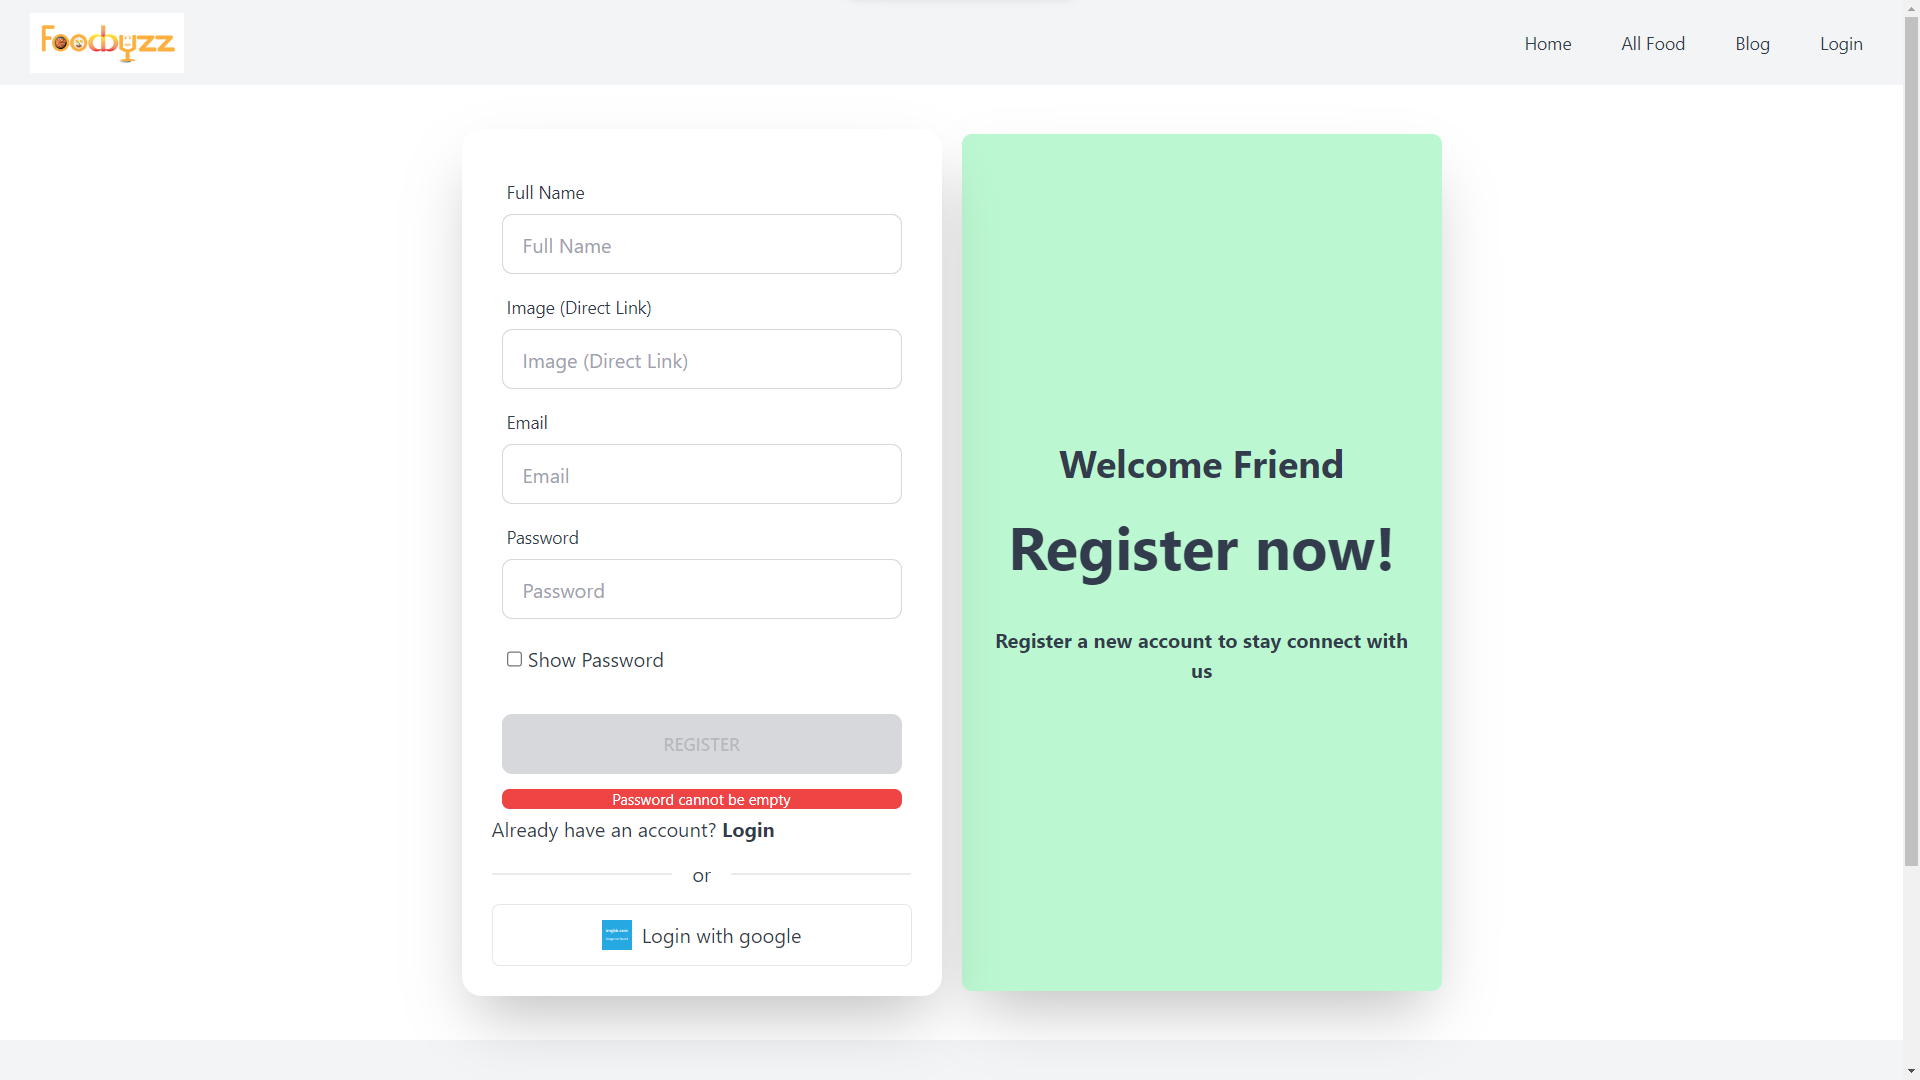 Foodbyzz
Home
All Food
Blog
Login
Full Name
Full Name
Image (Direct Link)
Image (Direct Link)
Email
Email
Password
Password
Show Password
REGISTER
Password cannot be empty
Already have an account? Login
or
Login with google
Welcome Friend
Register now!
Register a new account to stay connect with
us